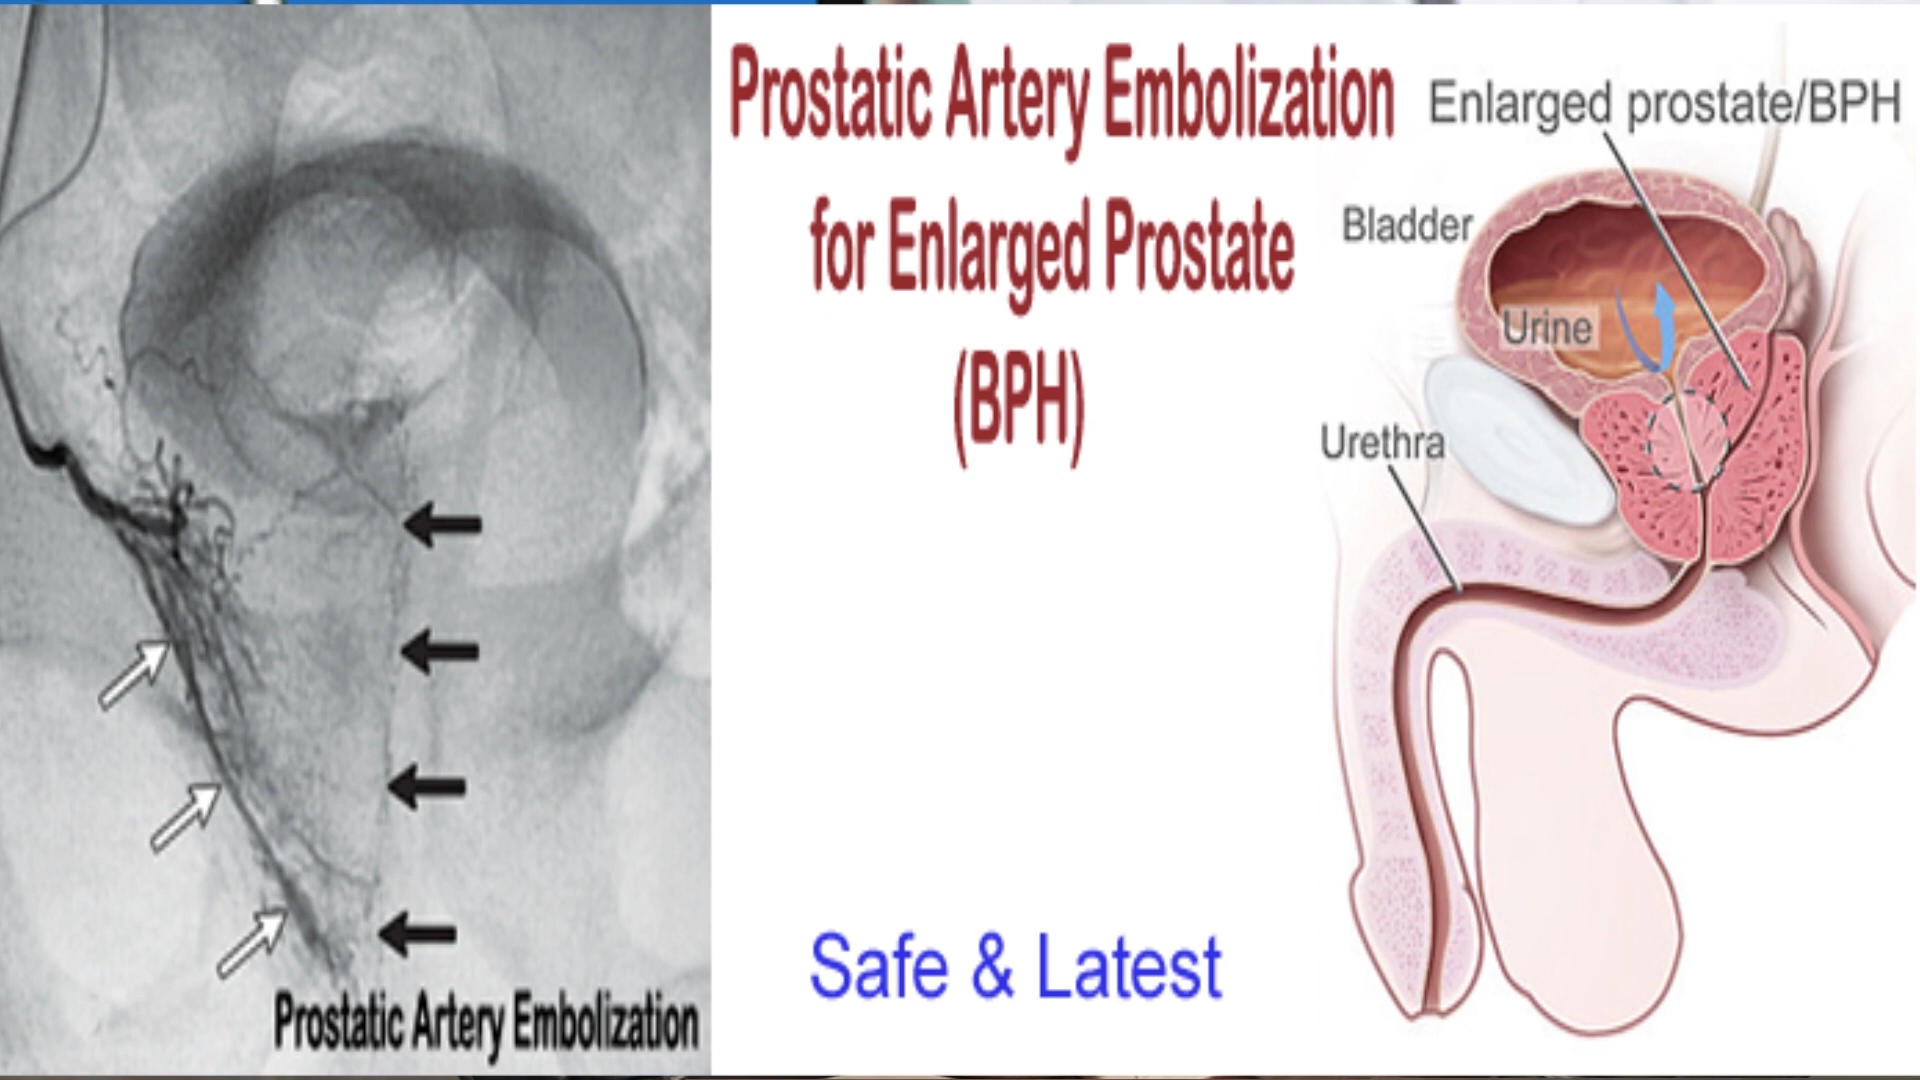 Prostatic Artery Embolization
for Enlarged Prostate
(BPH)
Safe & Latest
Prostatic Artery Embolization
Enlarged prostate/BPH
Bladder
Urine
Urethra